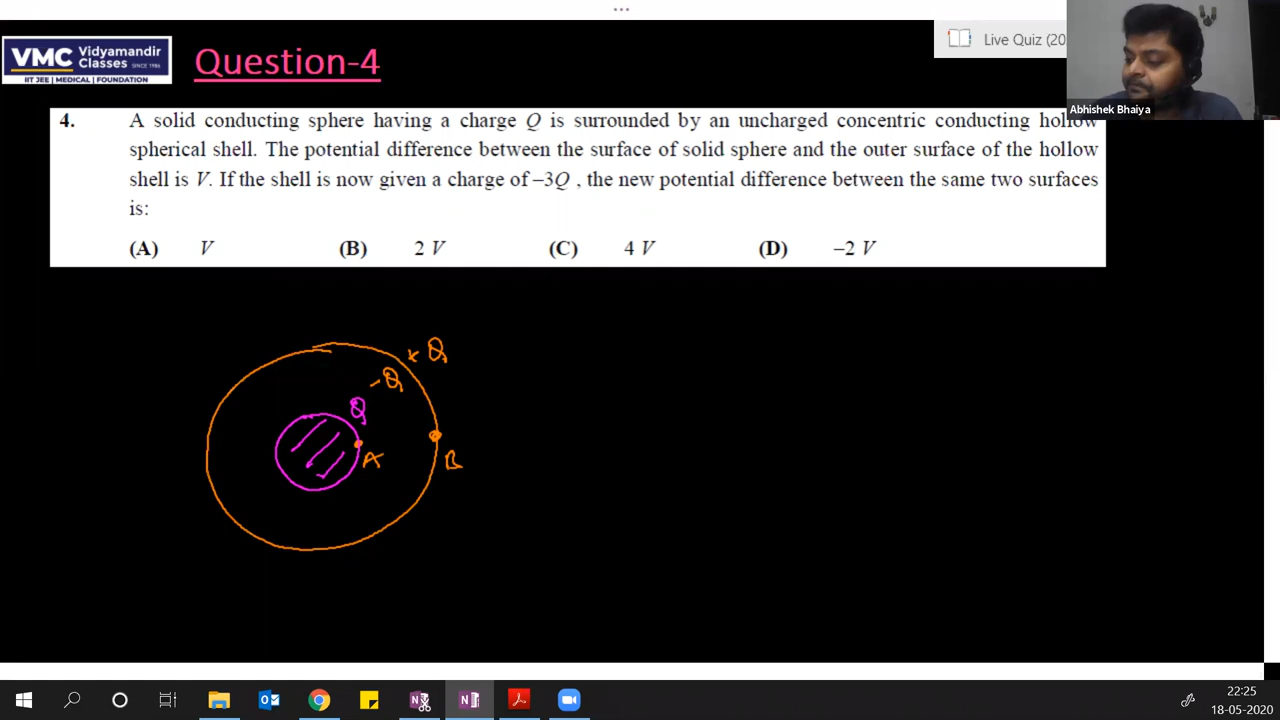 VMC Vidyamandir
Classes SINCE 1986
IIT JEE | MEDICAL | FOUNDATION
Question-4
Live Quiz (20
Abhishek Bhaiya
4. A solid conducting sphere having a charge Q is surrounded by an uncharged concentric conducting hollow
spherical shell. The potential difference between the surface of solid sphere and the outer surface of the hollow
shell is V. If the shell is now given a charge of –3Q , the new potential difference between the same two surfaces
is:
(A) V (B) 2 V (C) 4 V (D) –2 V
+Q
-Q
Q
A
B
22:25
18-05-2020